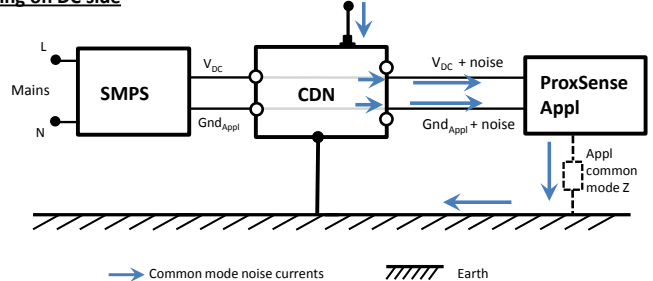 ng on DC side
L
Mains
N
SMPS
V_DC
Gnd_Appl
CDN
V_DC + noise
Gnd_Appl + noise
ProxSense
Appl
Appl
common
mode Z
Common mode noise currents
Earth